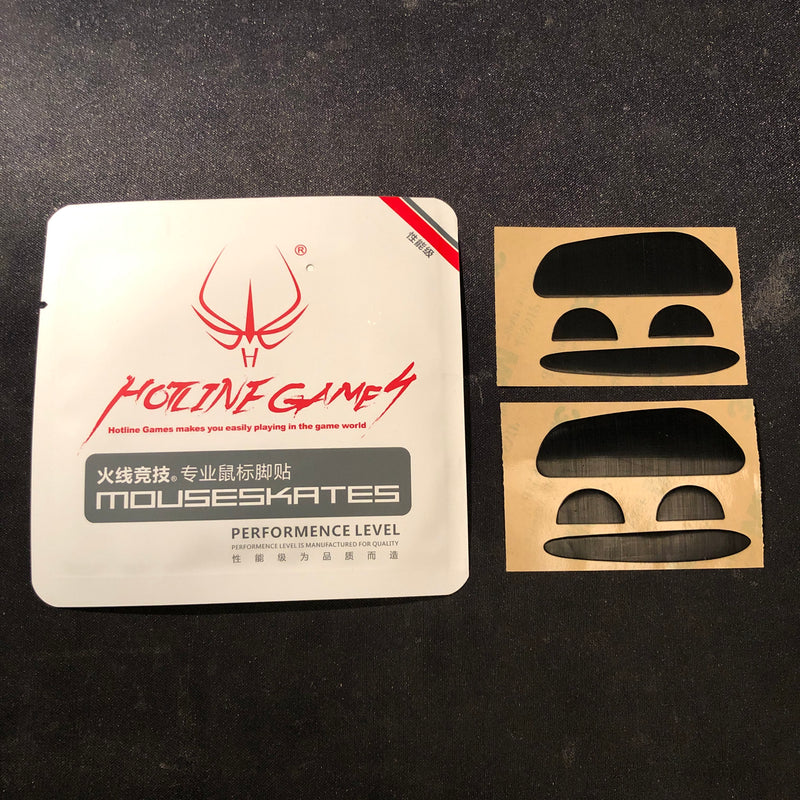 性能级
®
H
HOTLINE GAMES
Hotline Games makes you easily playing in the game world
火线竞技® 专业鼠标脚贴
MOUSESKATES
PERFORMENCE LEVEL
PERFORMENCE LEVEL IS MANUFACTURED FOR QUALITY
性能级为品质而造